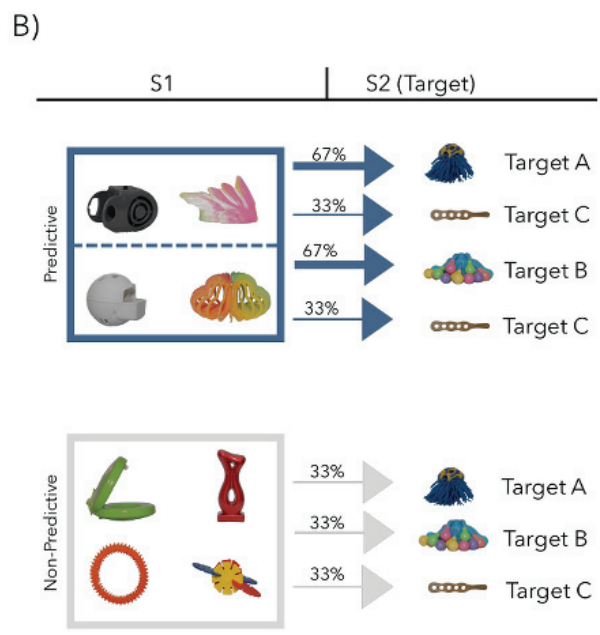 B)
S1 S2 (Target)
Predictive
67% Target A
33% Target C
67% Target B
33% Target C
Non-Predictive
33% Target A
33% Target B
33% Target C